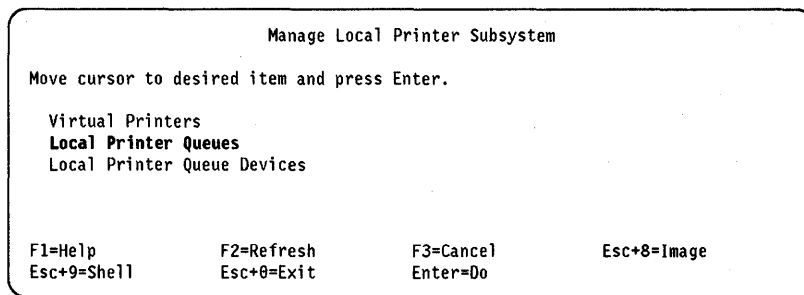 Manage Local Printer Subsystem
Move cursor to desired item and press Enter.
Virtual Printers
Local Printer Queues
Local Printer Queue Devices
F1=Help F2=Refresh F3=Cancel Esc+8=Image
Esc+9=Shell Esc+0=Exit Enter=Do